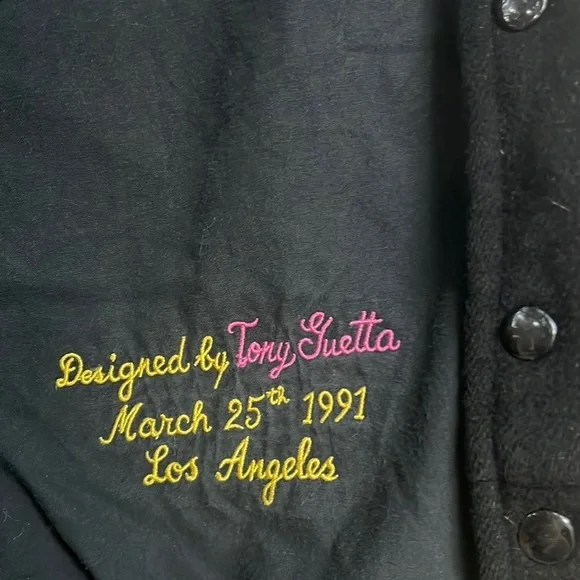 Designed by Tony Guetta
March 25th 1991
Los Angeles